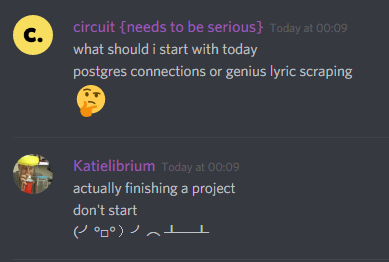 c.
circuit {needs to be serious} Today at 00:09
what should i start with today
postgres connections or genius lyric scraping
🤔
Katielibrium Today at 00:09
actually finishing a project
don't start
(╯°□°）╯︵ ┻━┻